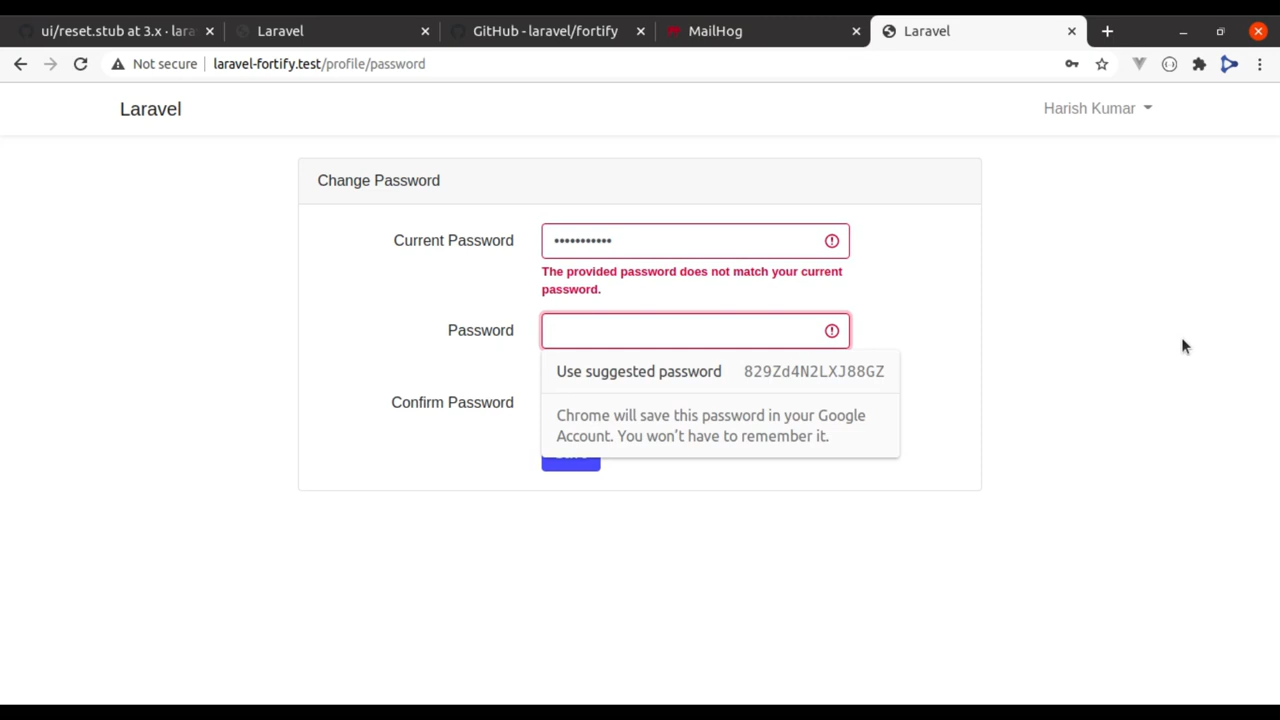 ui/reset.stub at 3.x · lara
Laravel
GitHub - laravel/fortify
MailHog
Laravel
Not secure
laravel-fortify.test/profile/password
Laravel
Harish Kumar
Change Password
Current Password
•••••••••••
The provided password does not match your current
password.
Password
Use suggested password 829Zd4N2LXJ88GZ
Confirm Password
Chrome will save this password in your Google
Account. You won’t have to remember it.